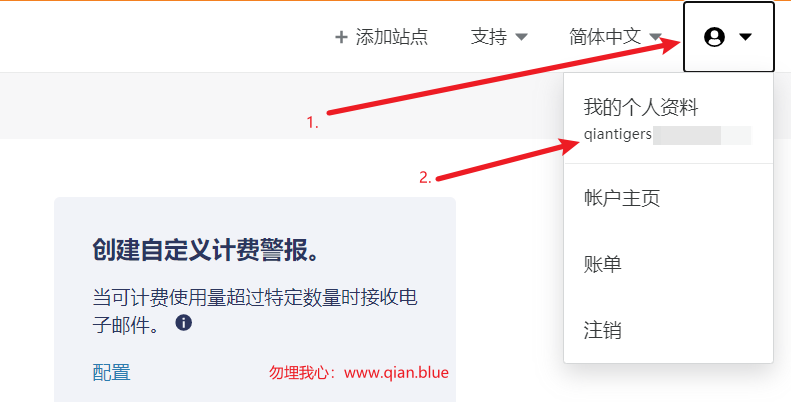 添加站点
支持
简体中文
1.
我的个人资料
qiantigers
2.
帐户主页
账单
注销
创建自定义计费警报。
当可计费使用量超过特定数量时接收电
子邮件。
配置
勿埋我心：www.qian.blue